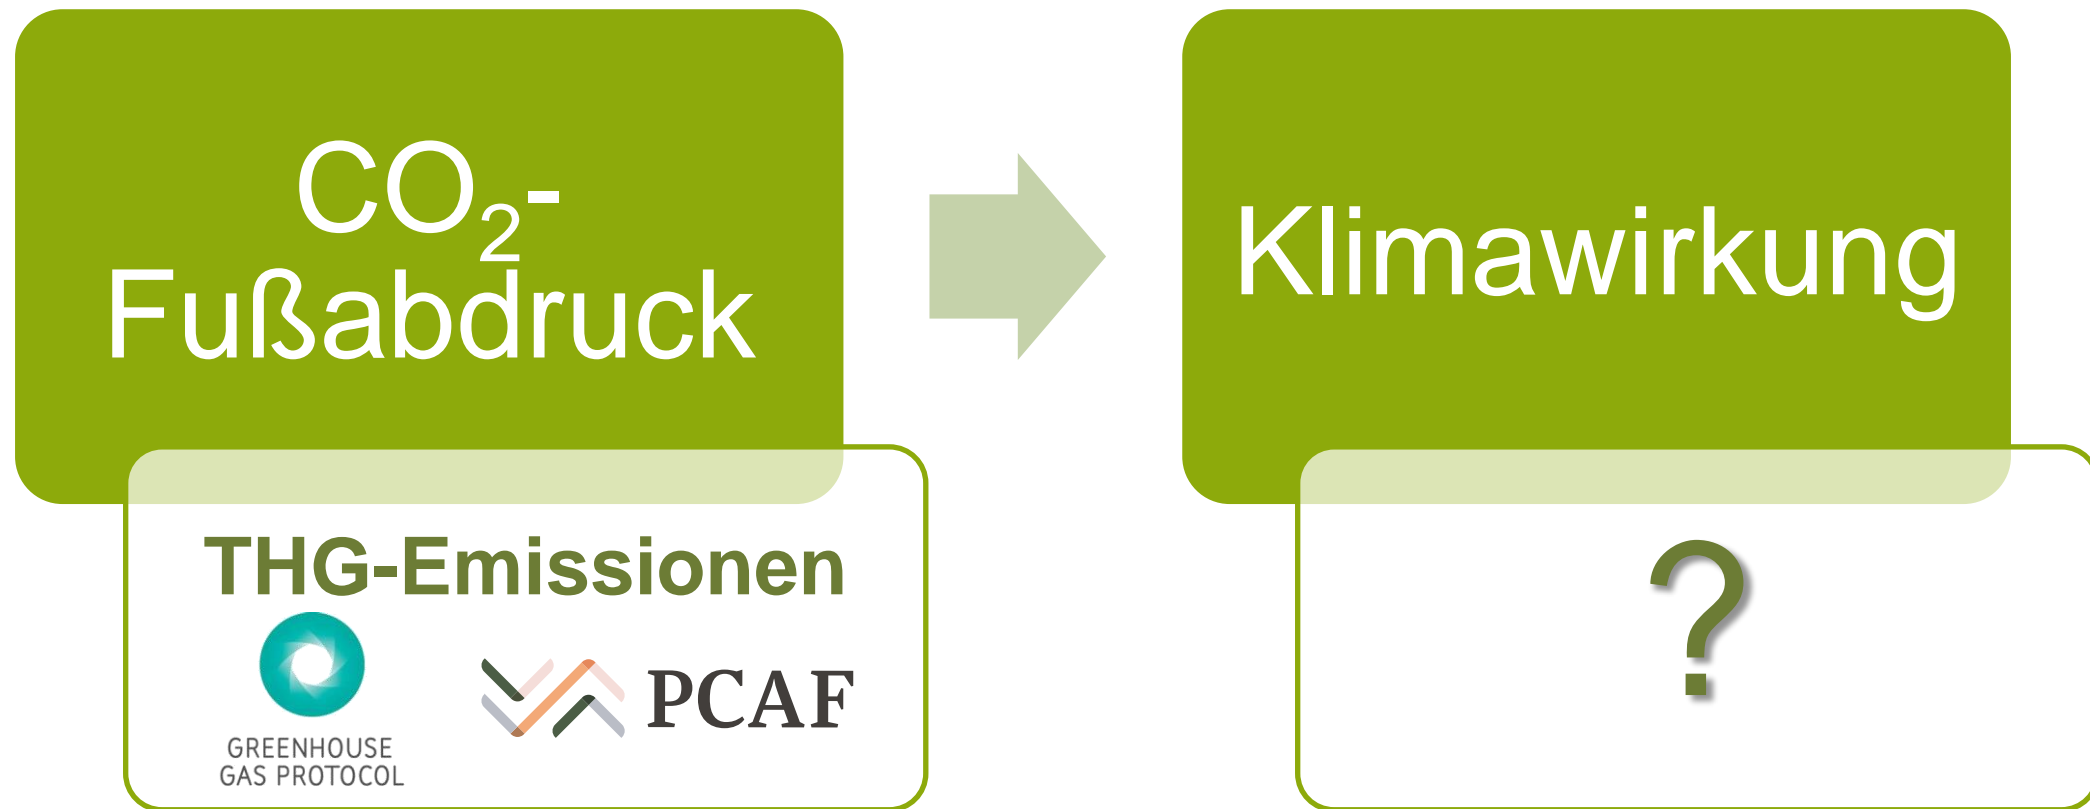 CO₂-
Fußabdruck
Klimawirkung
THG-Emissionen
GREENHOUSE
GAS PROTOCOL
PCAF
?